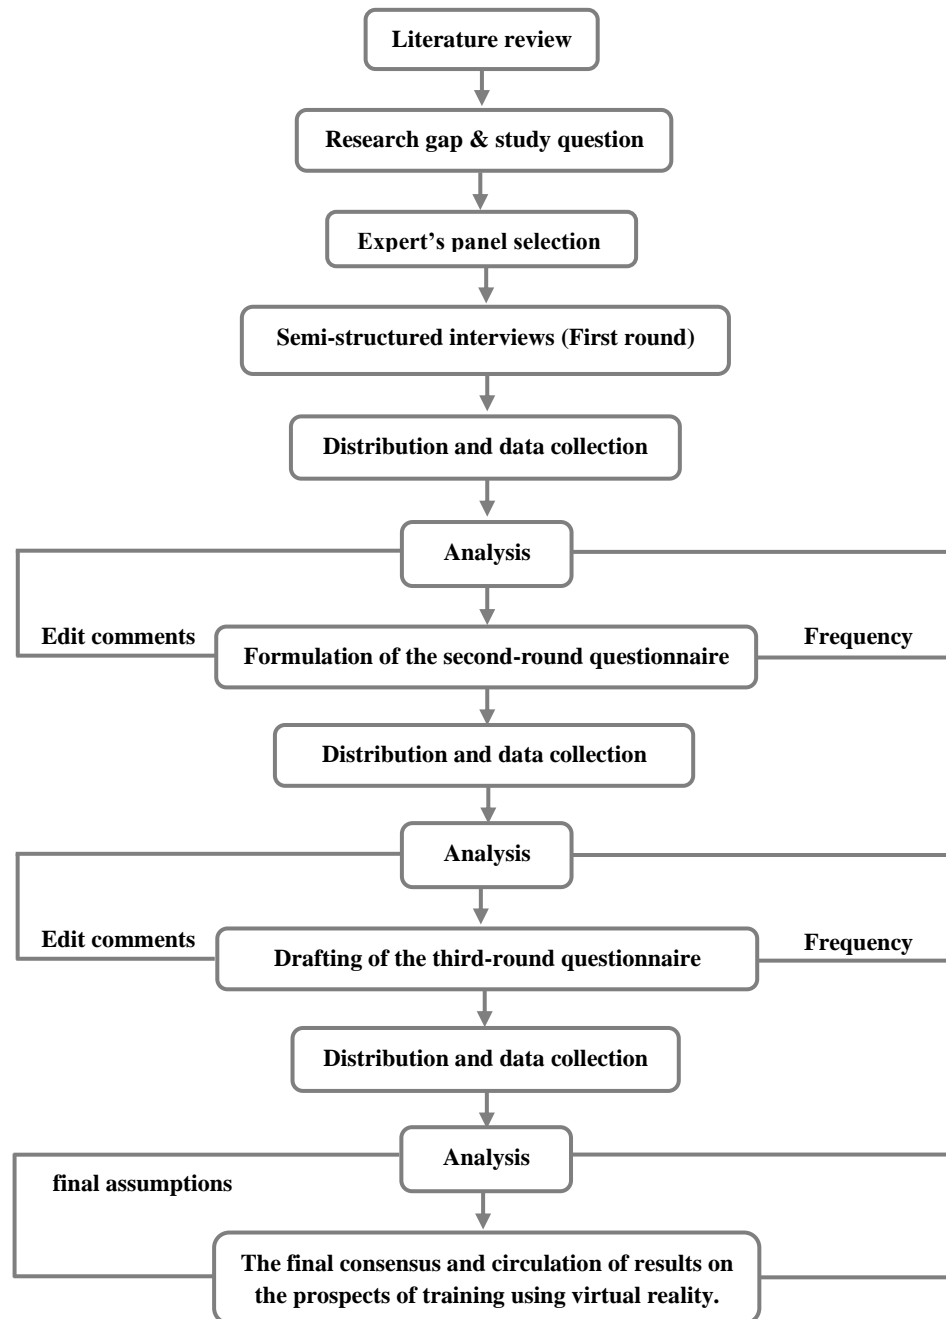 Literature review
Research gap & study question
Expert's panel selection
Semi-structured interviews (First round)
Distribution and data collection
Analysis
Edit comments
Frequency
Formulation of the second-round questionnaire
Distribution and data collection
Analysis
Edit comments
Frequency
Drafting of the third-round questionnaire
Distribution and data collection
Analysis
final assumptions
The final consensus and circulation of results on
the prospects of training using virtual reality.